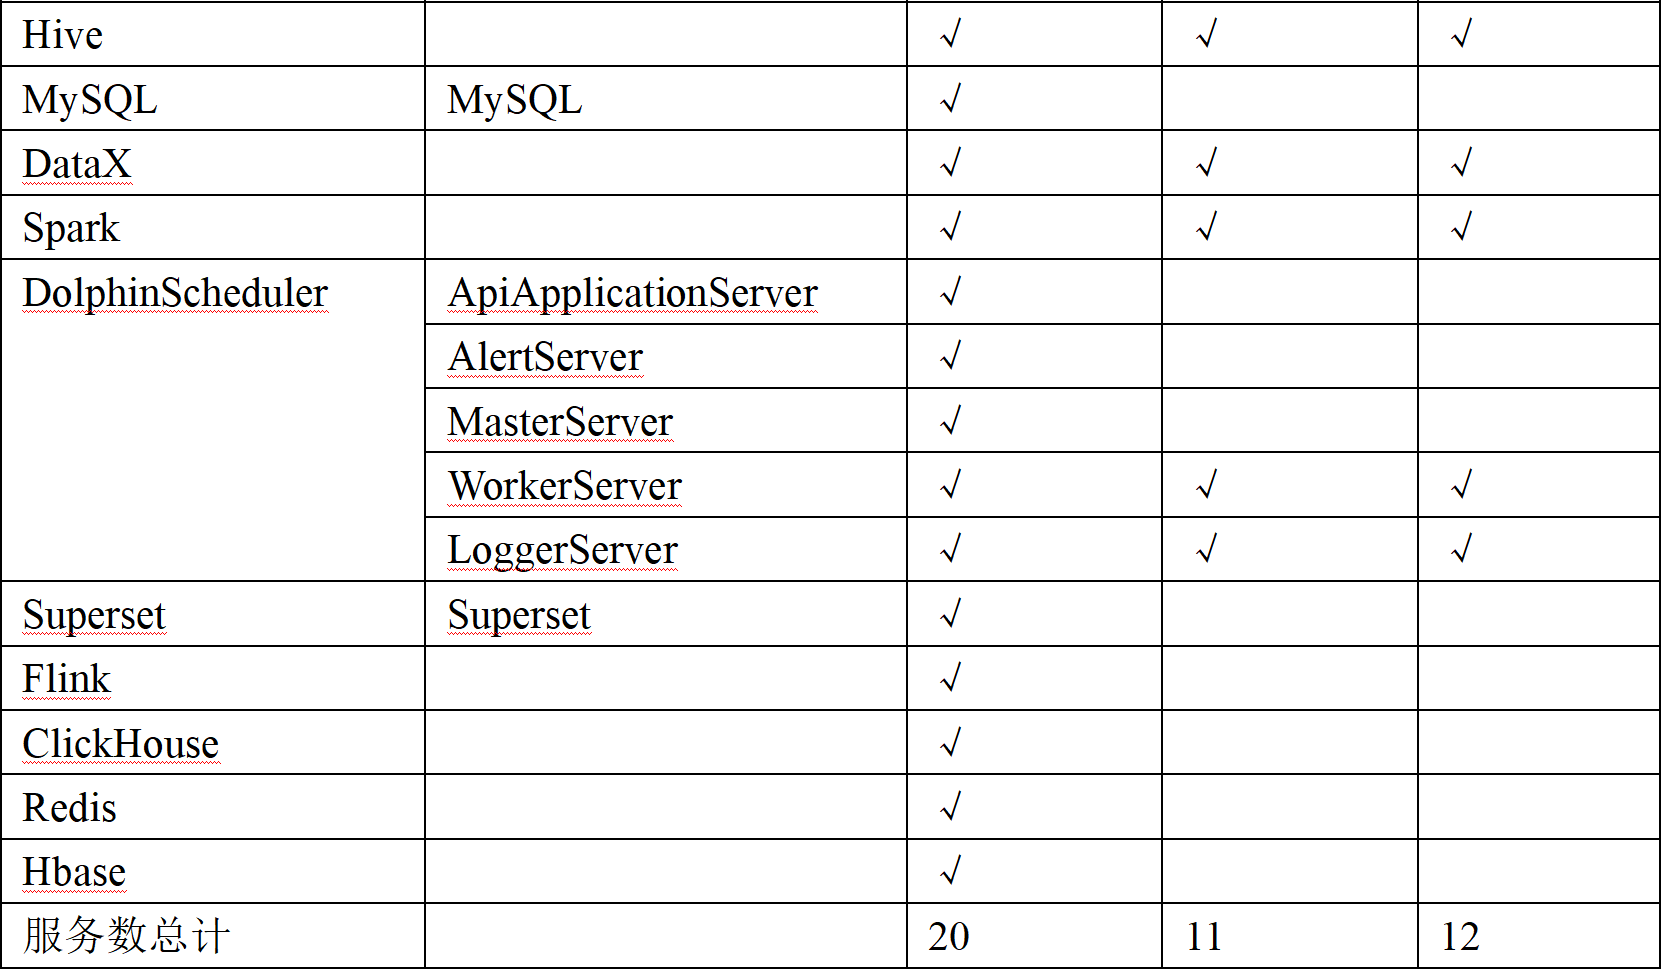 Hive √ √ √
MySQL MySQL √
DataX √ √ √
Spark √ √ √
DolphinScheduler ApiApplicationServer √
AlertServer √
MasterServer √
WorkerServer √ √ √
LoggerServer √ √ √
Superset Superset √
Flink √
ClickHouse √
Redis √
Hbase √
服务数总计 20 11 12